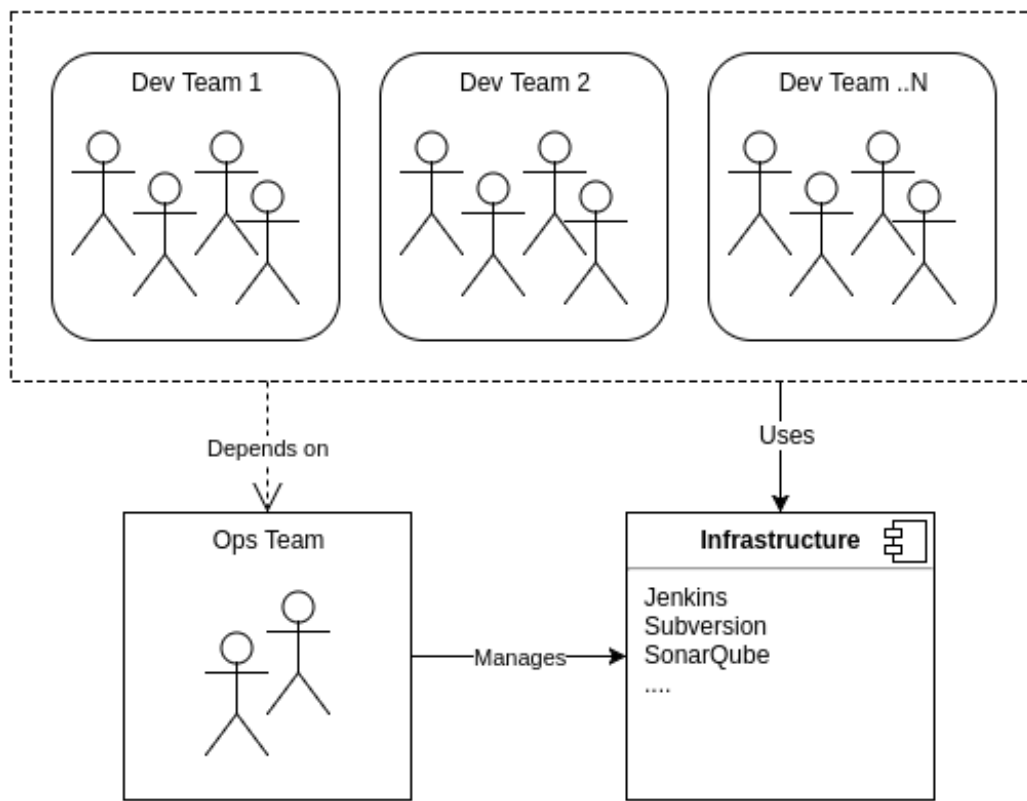 Dev Team 1
Dev Team 2
Dev Team ..N
Depends on
Uses
Ops Team
Manages
Infrastructure
Jenkins
Subversion
SonarQube
....